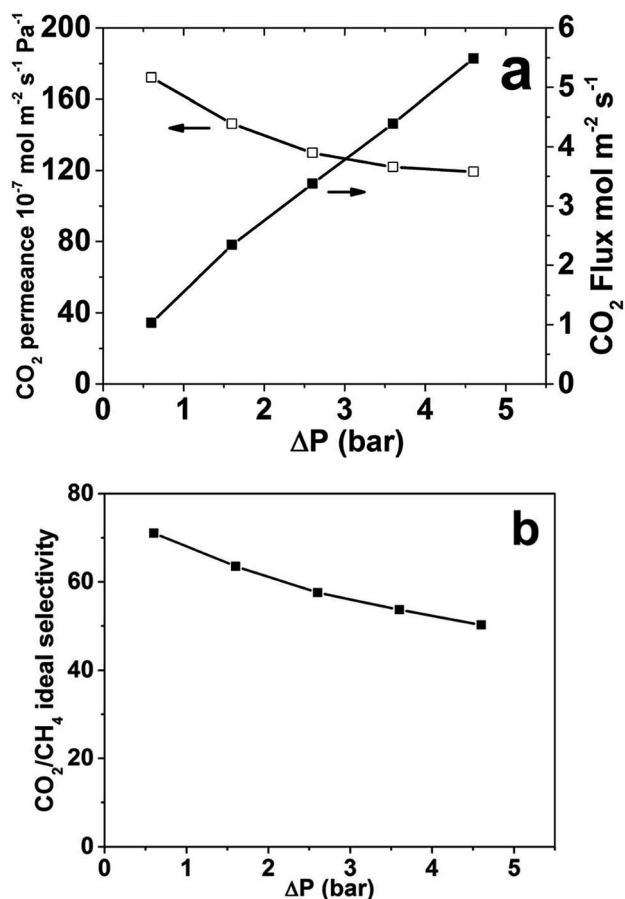 a
CO2 permeance 10-7 mol m-2 s-1 Pa-1
200
160
120
80
40
0
6
5
4
3
2
1
0
CO2 Flux mol m-2 s-1
0 1 2 3 4 5
ΔP (bar)
b
CO2/CH4 ideal selectivity
80
60
40
20
0
0 1 2 3 4 5
ΔP (bar)